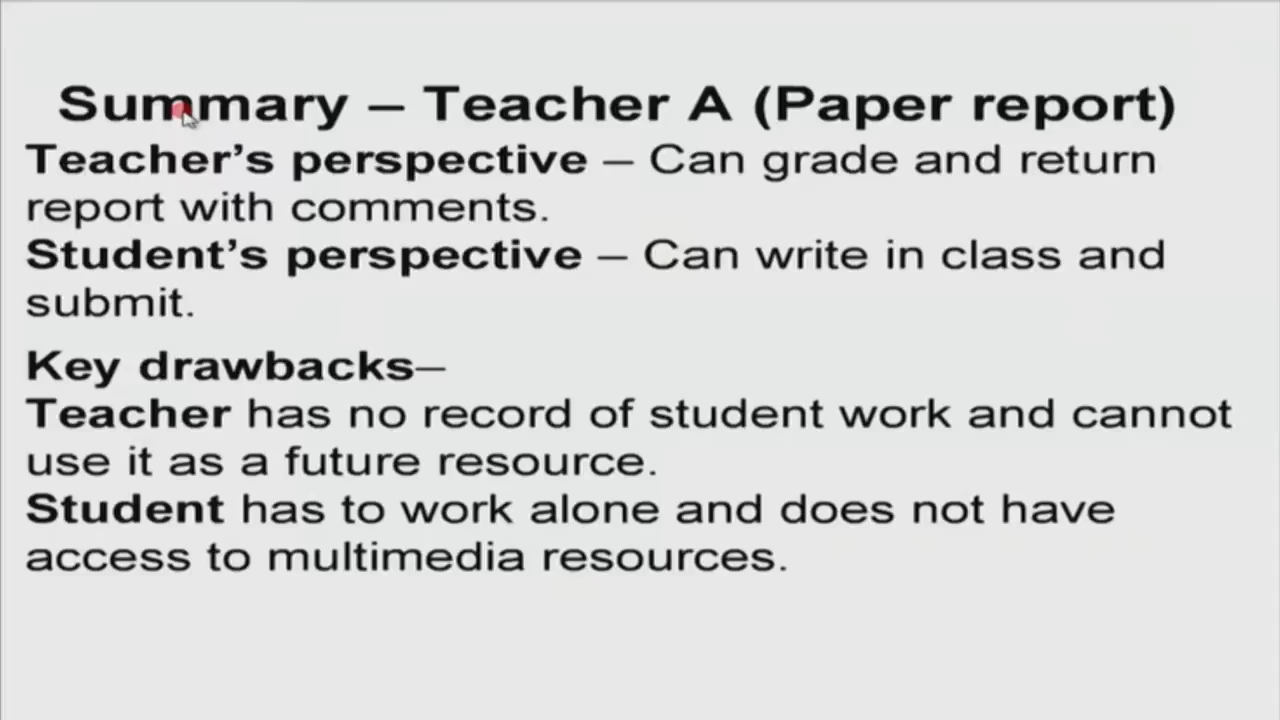 Summary – Teacher A (Paper report)
Teacher’s perspective – Can grade and return
report with comments.
Student’s perspective – Can write in class and
submit.
Key drawbacks–
Teacher has no record of student work and cannot
use it as a future resource.
Student has to work alone and does not have
access to multimedia resources.